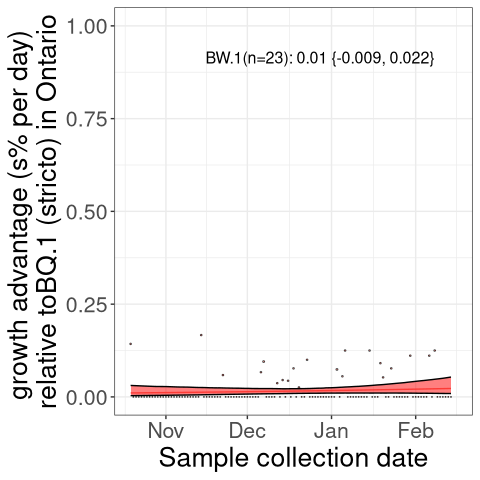 growth advantage (s% per day)
relative toBQ.1 (stricto) in Ontario
1.00
0.75
0.50
0.25
0.00
BW.1(n=23): 0.01 {-0.009, 0.022}
Nov Dec Jan Feb
Sample collection date